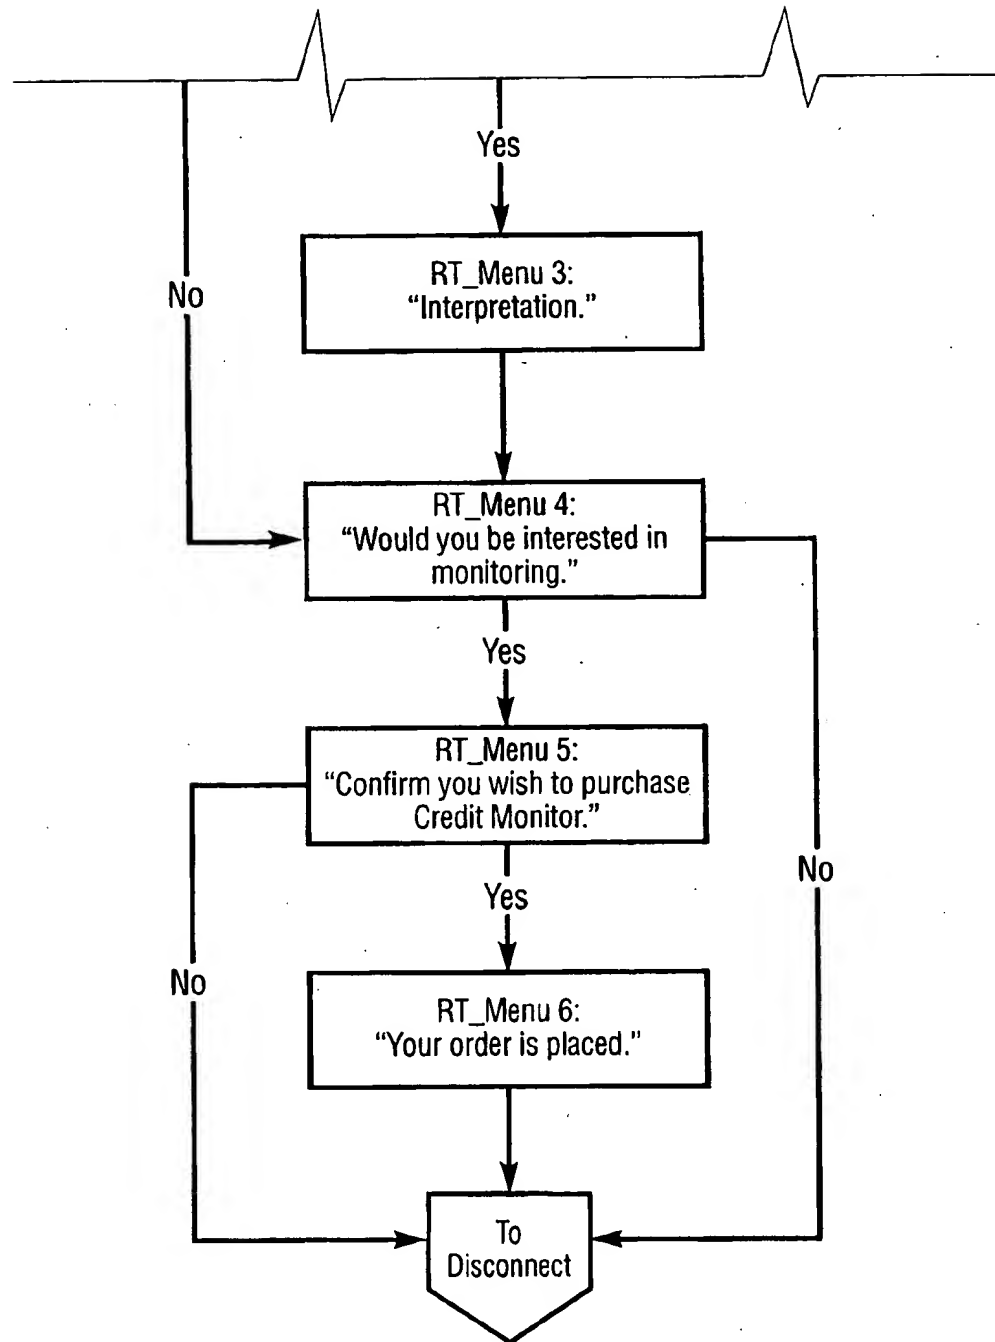 Yes
No
RT_Menu 3:
“Interpretation.”
RT_Menu 4:
“Would you be interested in
monitoring.”
Yes
RT_Menu 5:
“Confirm you wish to purchase
Credit Monitor.”
No
Yes
No
RT_Menu 6:
“Your order is placed.”
To
Disconnect